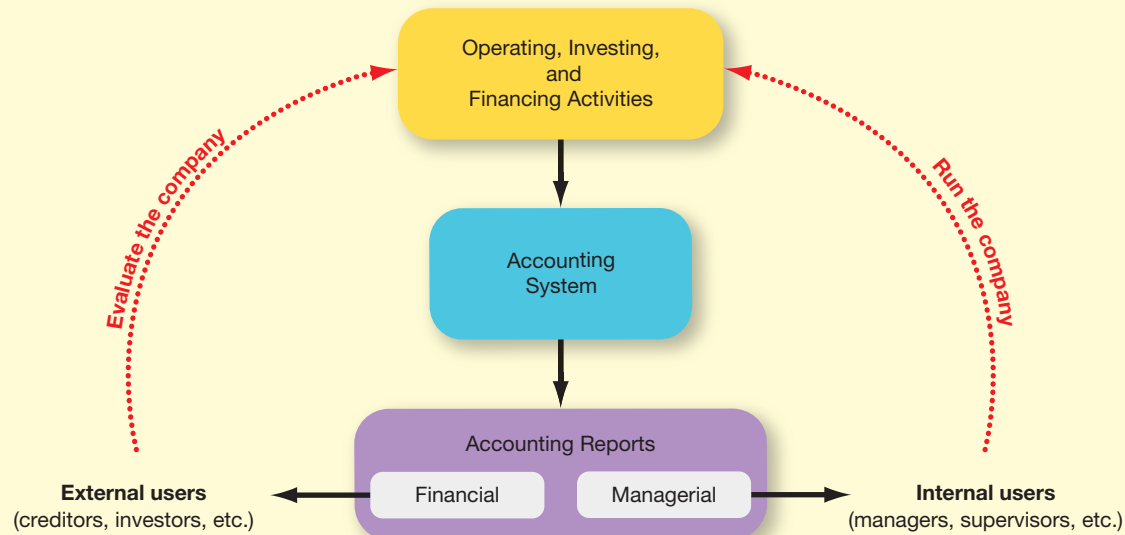 Operating, Investing,
and
Financing Activities
Evaluate the company
Run the company
Accounting
System
Accounting Reports
Financial
Managerial
External users
(creditors, investors, etc.)
Internal users
(managers, supervisors, etc.)